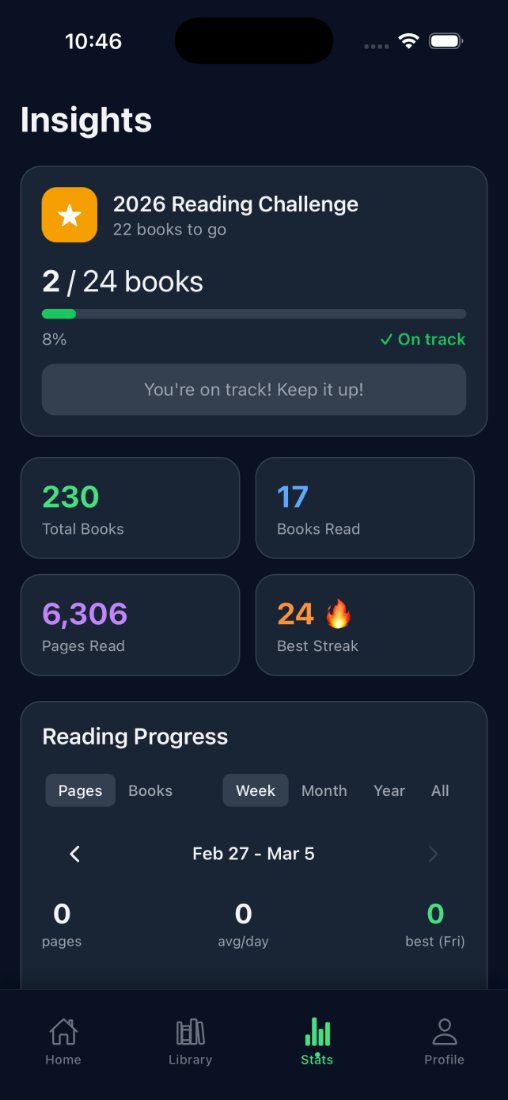 10:46
Insights
2026 Reading Challenge
22 books to go
2 / 24 books
8%
✓ On track
You're on track! Keep it up!
230
Total Books
17
Books Read
6,306
Pages Read
24 🔥
Best Streak
Reading Progress
Pages Books Week Month Year All
Feb 27 - Mar 5
0 0 0
pages avg/day best (Fri)
Home Library Stats Profile